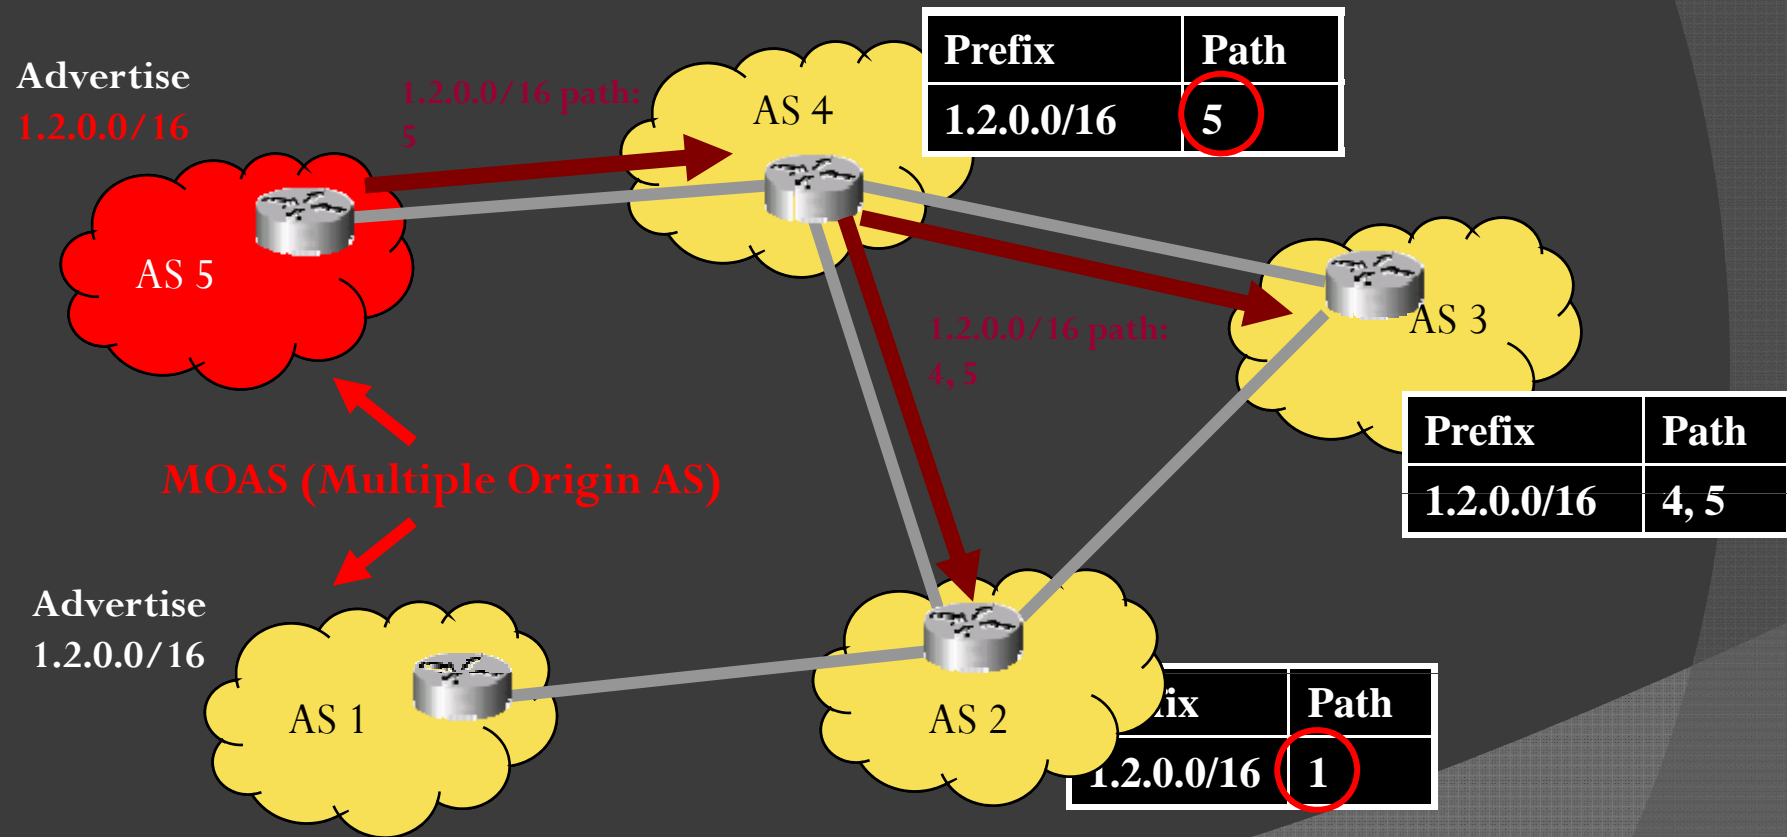 Advertise
1.2.0.0/16
1.2.0.0/16 path:
5
AS 4
Prefix Path
1.2.0.0/16 5
AS 5
AS 3
1.2.0.0/16 path:
4, 5
Prefix Path
1.2.0.0/16 4, 5
MOAS (Multiple Origin AS)
Advertise
1.2.0.0/16
AS 1
AS 2
ix Path
1.2.0.0/16 1